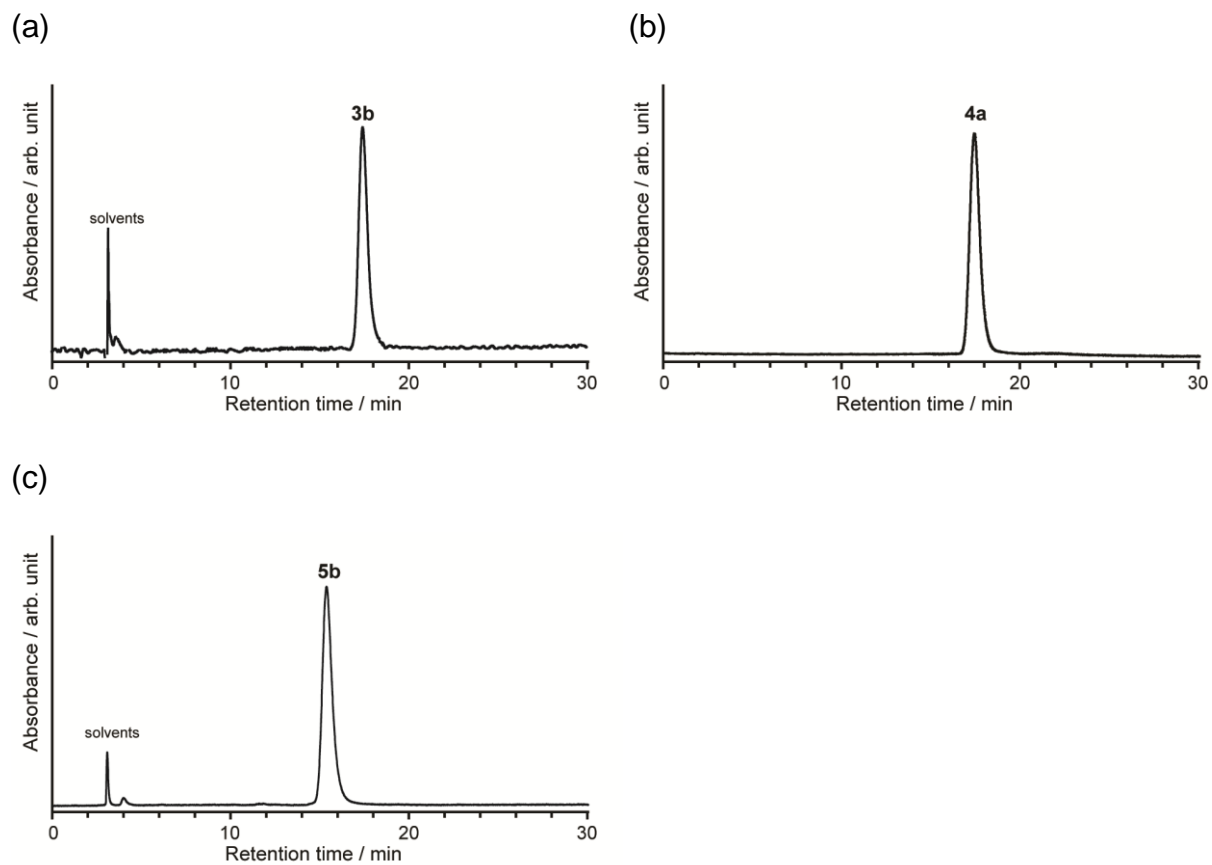 (a)
Absorbance / arb. unit
3b
solvents
0
10
20
30
Retention time / min
(b)
Absorbance / arb. unit
4a
0
10
20
30
Retention time / min
(c)
Absorbance / arb. unit
5b
solvents
0
10
20
30
Retention time / min